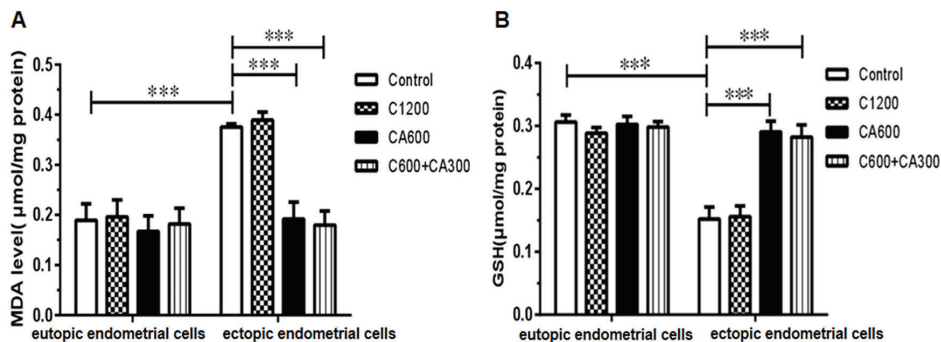 A
MDA level( μmol/mg protein)
0.5
0.4
0.3
0.2
0.1
0.0
***
***
***
Control
C1200
CA600
C600+CA300
eutopic endometrial cells
ectopic endometrial cells
B
GSH(μmol/mg protein)
0.4
0.3
0.2
0.1
0.0
***
***
***
Control
C1200
CA600
C600+CA300
eutopic endometrial cells
ectopic endometrial cells